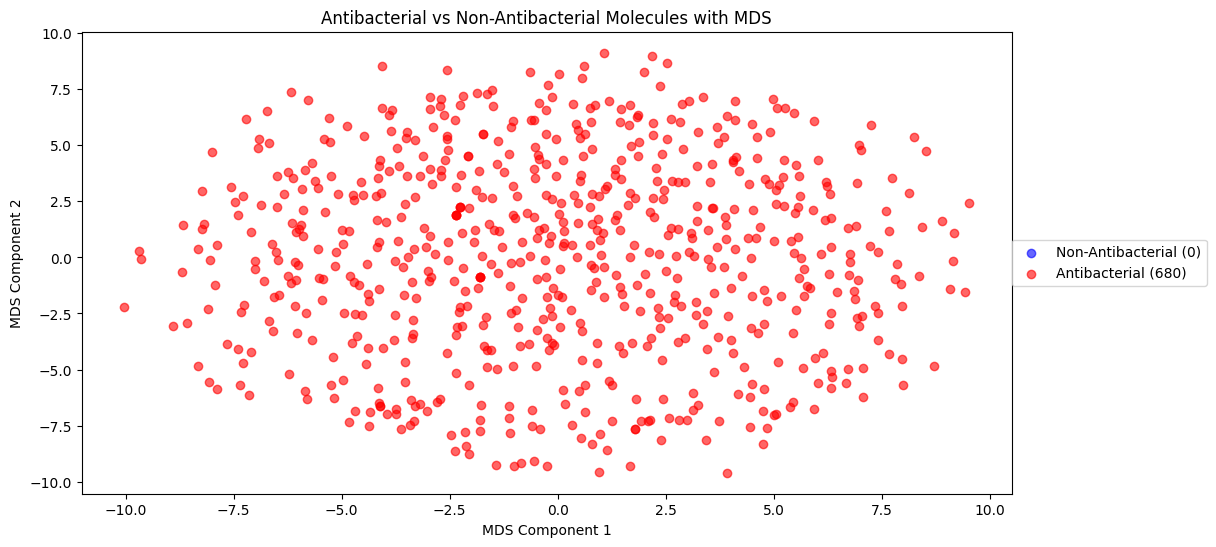 Antibacterial vs Non-Antibacterial Molecules with MDS
10.0
7.5
5.0
2.5
0.0
−2.5
−5.0
−7.5
−10.0
MDS Component 2
−10.0 −7.5 −5.0 −2.5 0.0 2.5 5.0 7.5 10.0
MDS Component 1
Non-Antibacterial (0)
Antibacterial (680)